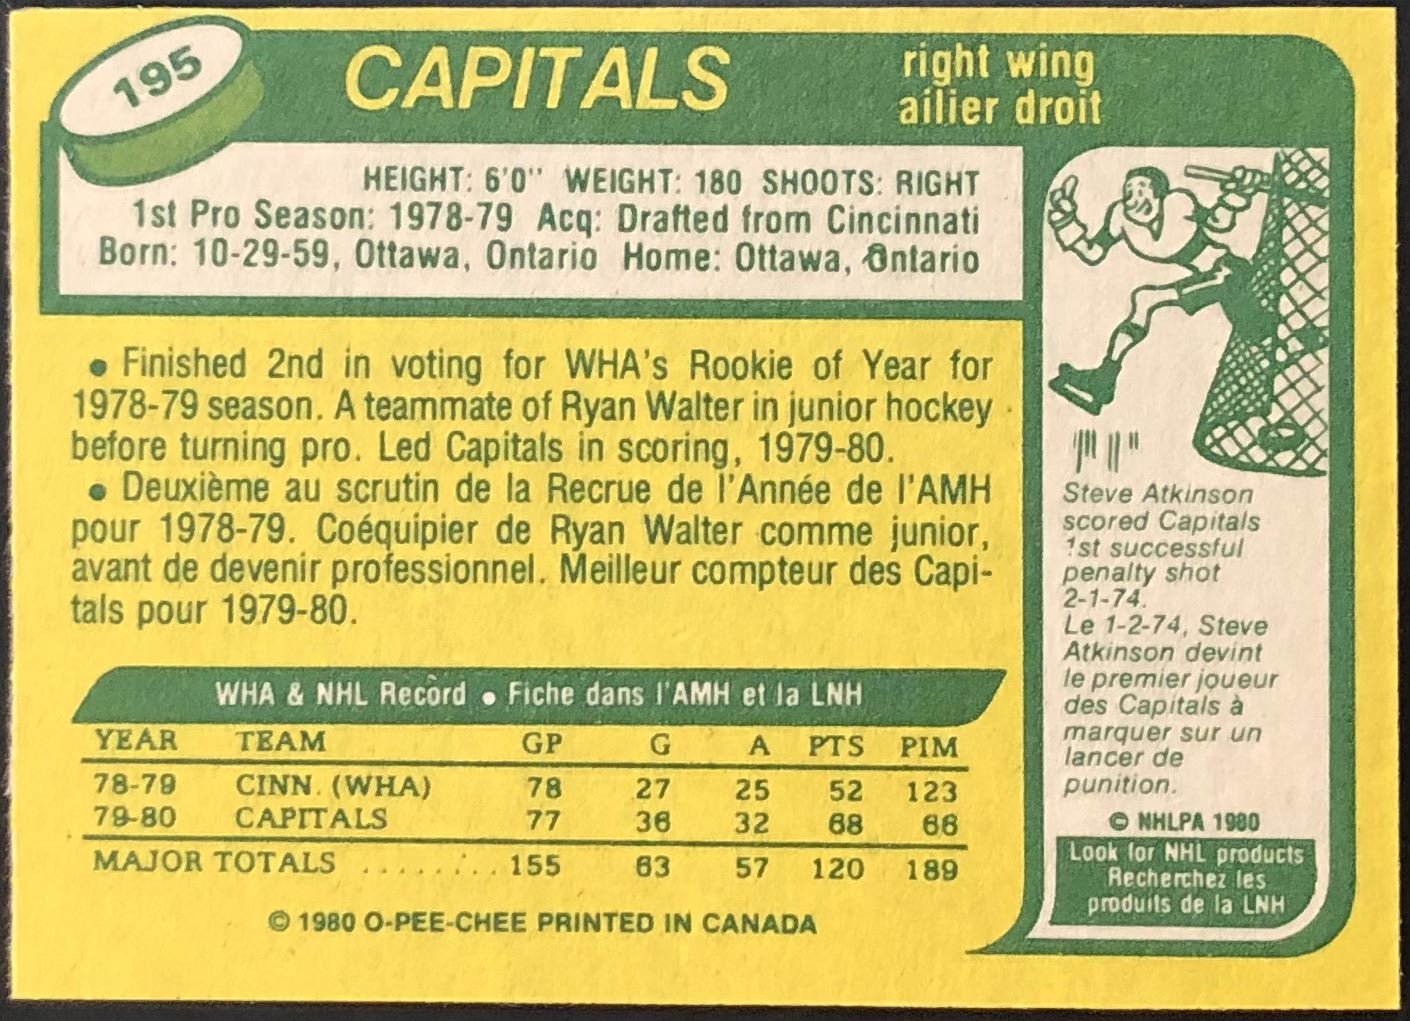 195
CAPITALS
right wing
ailier droit
HEIGHT: 6'0" WEIGHT: 180 SHOOTS: RIGHT
1st Pro Season: 1978-79 Acq: Drafted from Cincinnati
Born: 10-29-59, Ottawa, Ontario Home: Ottawa, Ontario
• Finished 2nd in voting for WHA's Rookie of Year for
1978-79 season. A teammate of Ryan Walter in junior hockey
before turning pro. Led Capitals in scoring, 1979-80.
• Deuxième au scrutin de la Recrue de l'Année de l'AMH
pour 1978-79. Coéquipier de Ryan Walter comme junior,
avant de devenir professionnel. Meilleur compteur des Capi-
tals pour 1979-80.
WHA & NHL Record • Fiche dans l'AMH et la LNH
YEAR TEAM GP G A PTS PIM
78-79 CINN. (WHA) 78 27 25 52 123
79-80 CAPITALS 77 36 32 68 66
MAJOR TOTALS ........ 155 63 57 120 189
© 1980 O-PEE-CHEE PRINTED IN CANADA
Steve Atkinson
scored Capitals
1st successful
penalty shot
2-1-74.
Le 1-2-74, Steve
Atkinson devint
le premier joueur
des Capitals à
marquer sur un
lancer de
punition.
© NHLPA 1980
Look for NHL products
Recherchez les
produits de la LNH